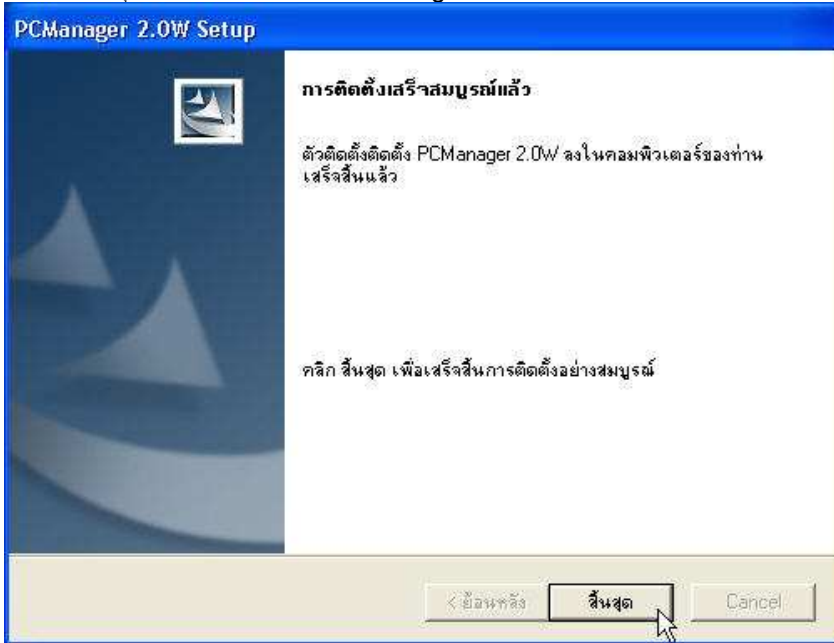 PCManager 2.0W Setup
การติดตั้งเสร็จสมบูรณ์แล้ว
ตัวติดตั้งติดตั้ง PCManager 2.0W ลงในคอมพิวเตอร์ของท่าน
เสร็จสิ้นแล้ว
คลิก สิ้นสุด เพื่อเสร็จสิ้นการติดตั้งอย่างสมบูรณ์
< ย้อนหลัง
สิ้นสุด
Cancel